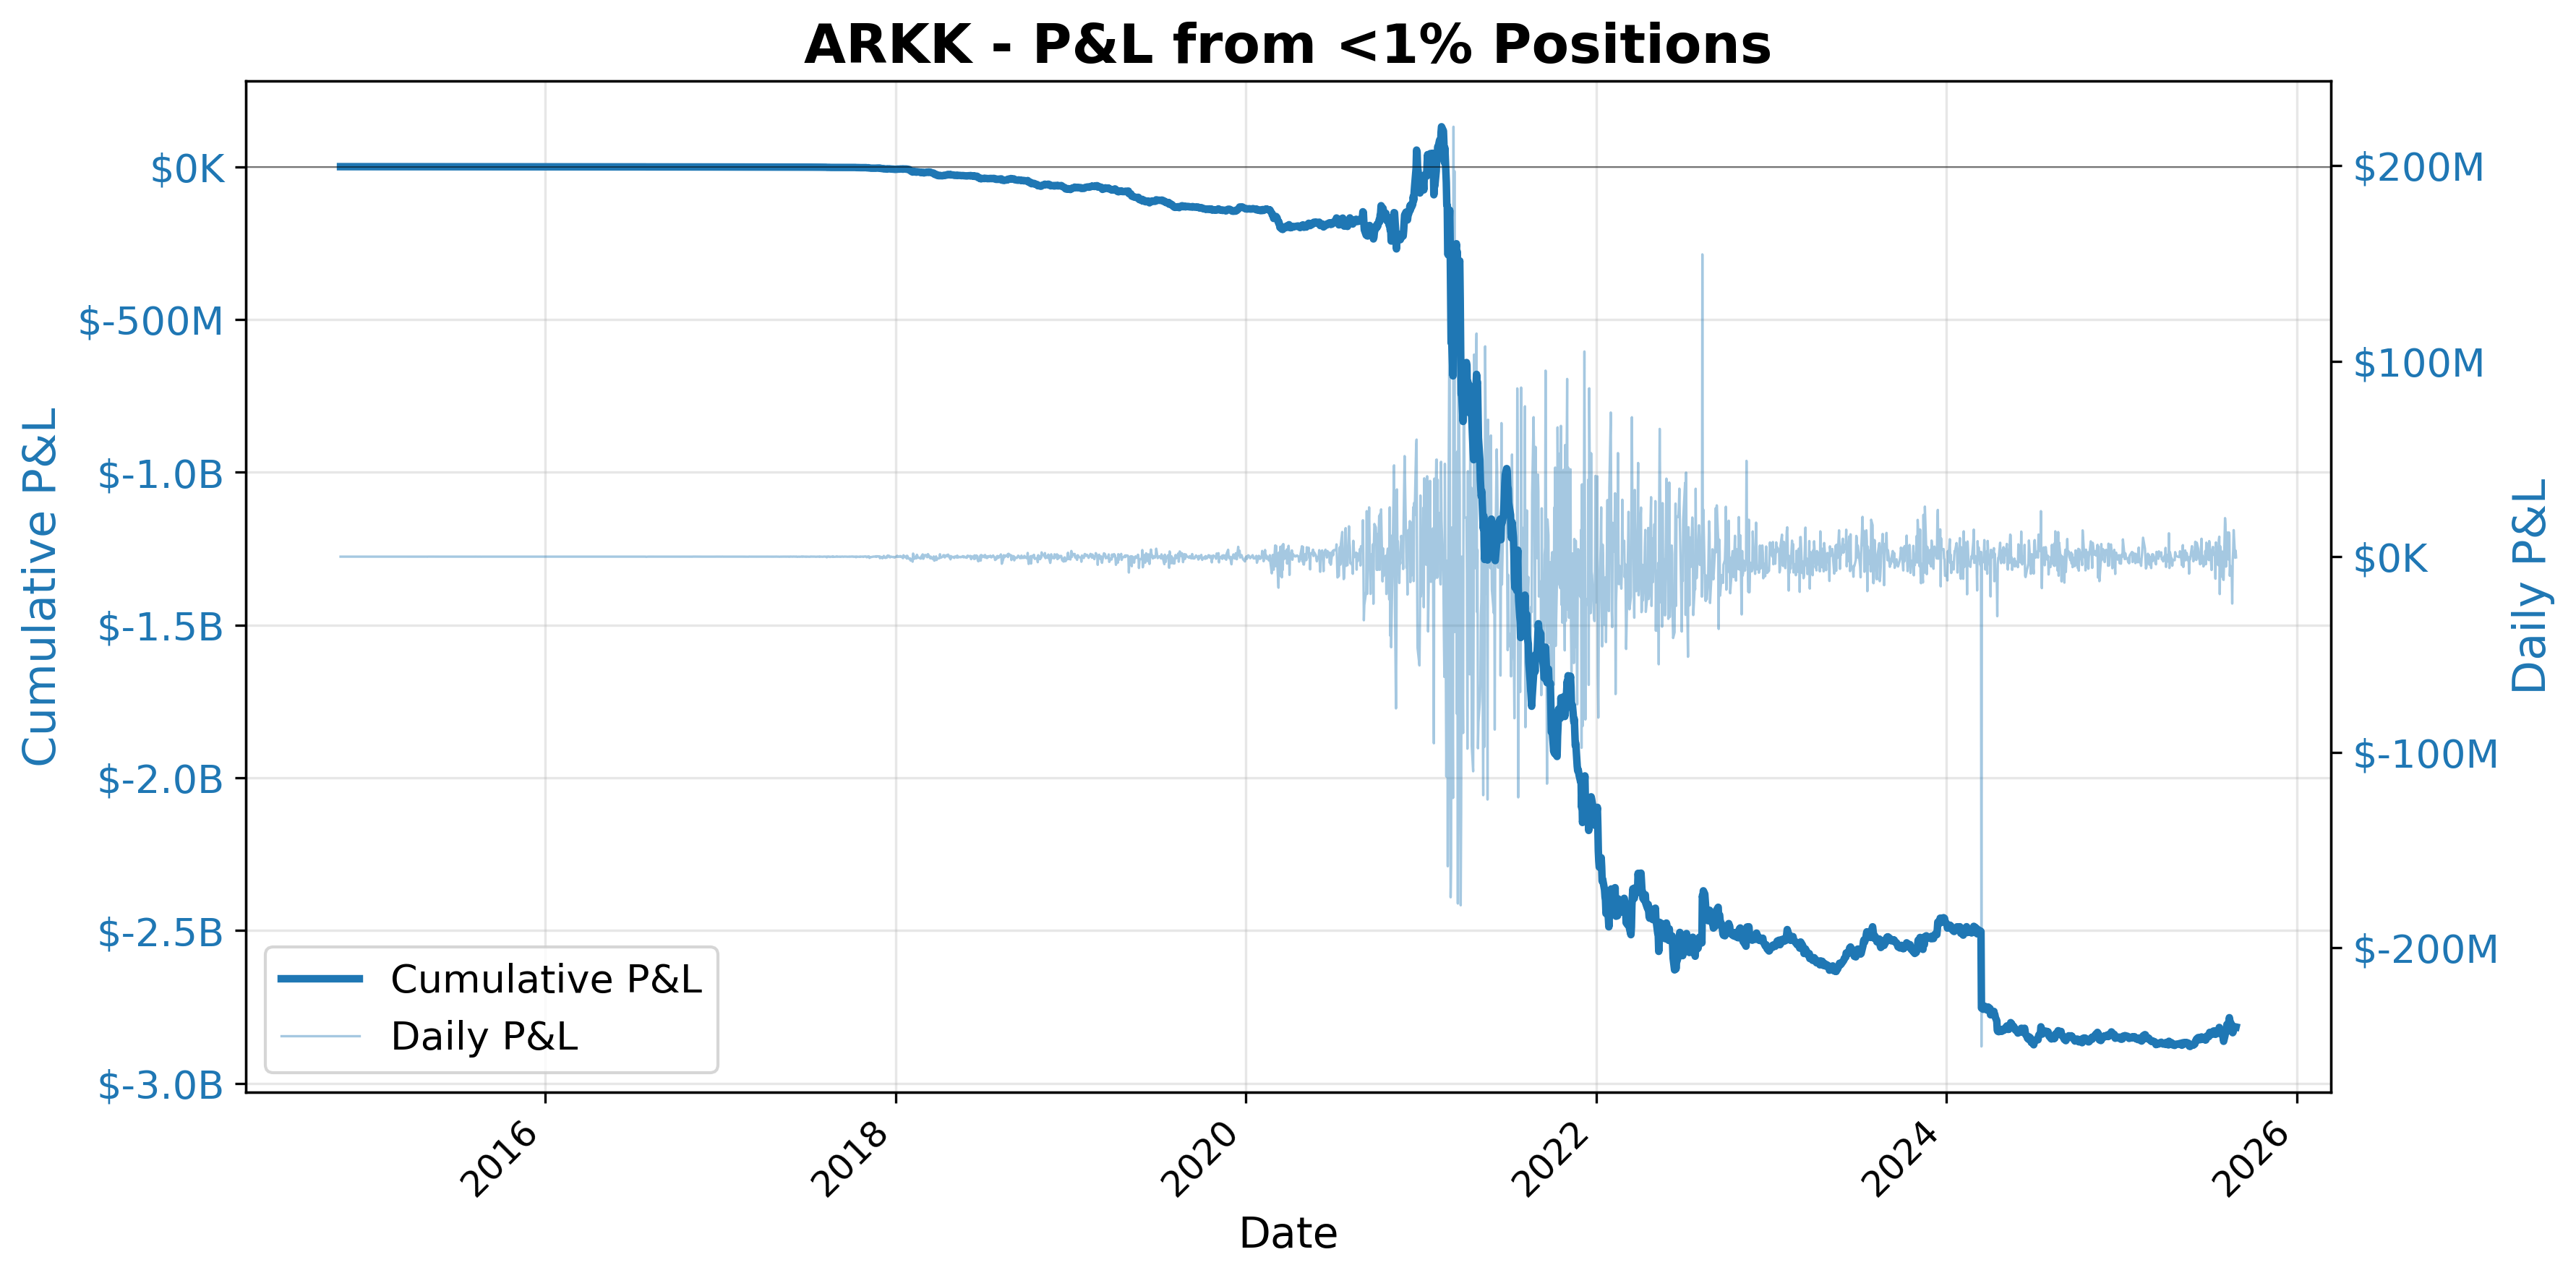 ARKK - P&L from <1% Positions
$0K
$-500M
$-1.0B
$-1.5B
$-2.0B
$-2.5B
$-3.0B
Cumulative P&L
$200M
$100M
$0K
$-100M
$-200M
Daily P&L
Cumulative P&L
Daily P&L
2016
2018
2020
2022
2024
2026
Date